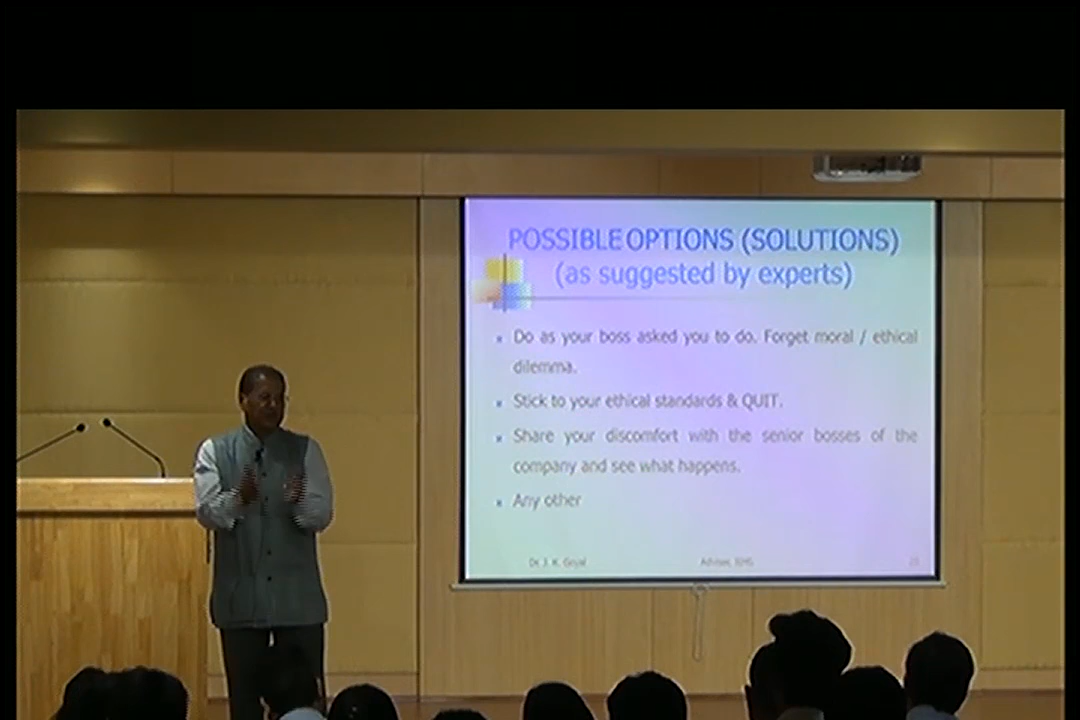 POSSIBLE OPTIONS (SOLUTIONS)
(as suggested by experts)
Do as your boss asked you to do. Forget moral / ethical
dilemma.
Stick to your ethical standards & QUIT.
Share your discomfort with the senior bosses of the
company and see what happens.
Any other
Dr. J. K. Goyal